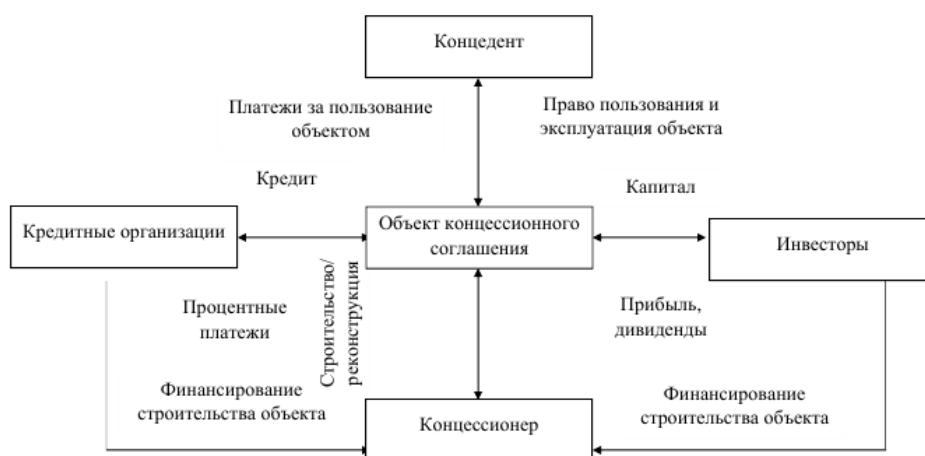 Концедент
Платежи за пользование
объектом
Право пользования и
эксплуатация объекта
Кредит
Капитал
Кредитные организации
Объект концессионного
соглашения
Инвесторы
Процентные
платежи
Строительство/
реконструкция
Прибыль,
дивиденды
Финансирование
строительства объекта
Финансирование
строительства объекта
Концессионер